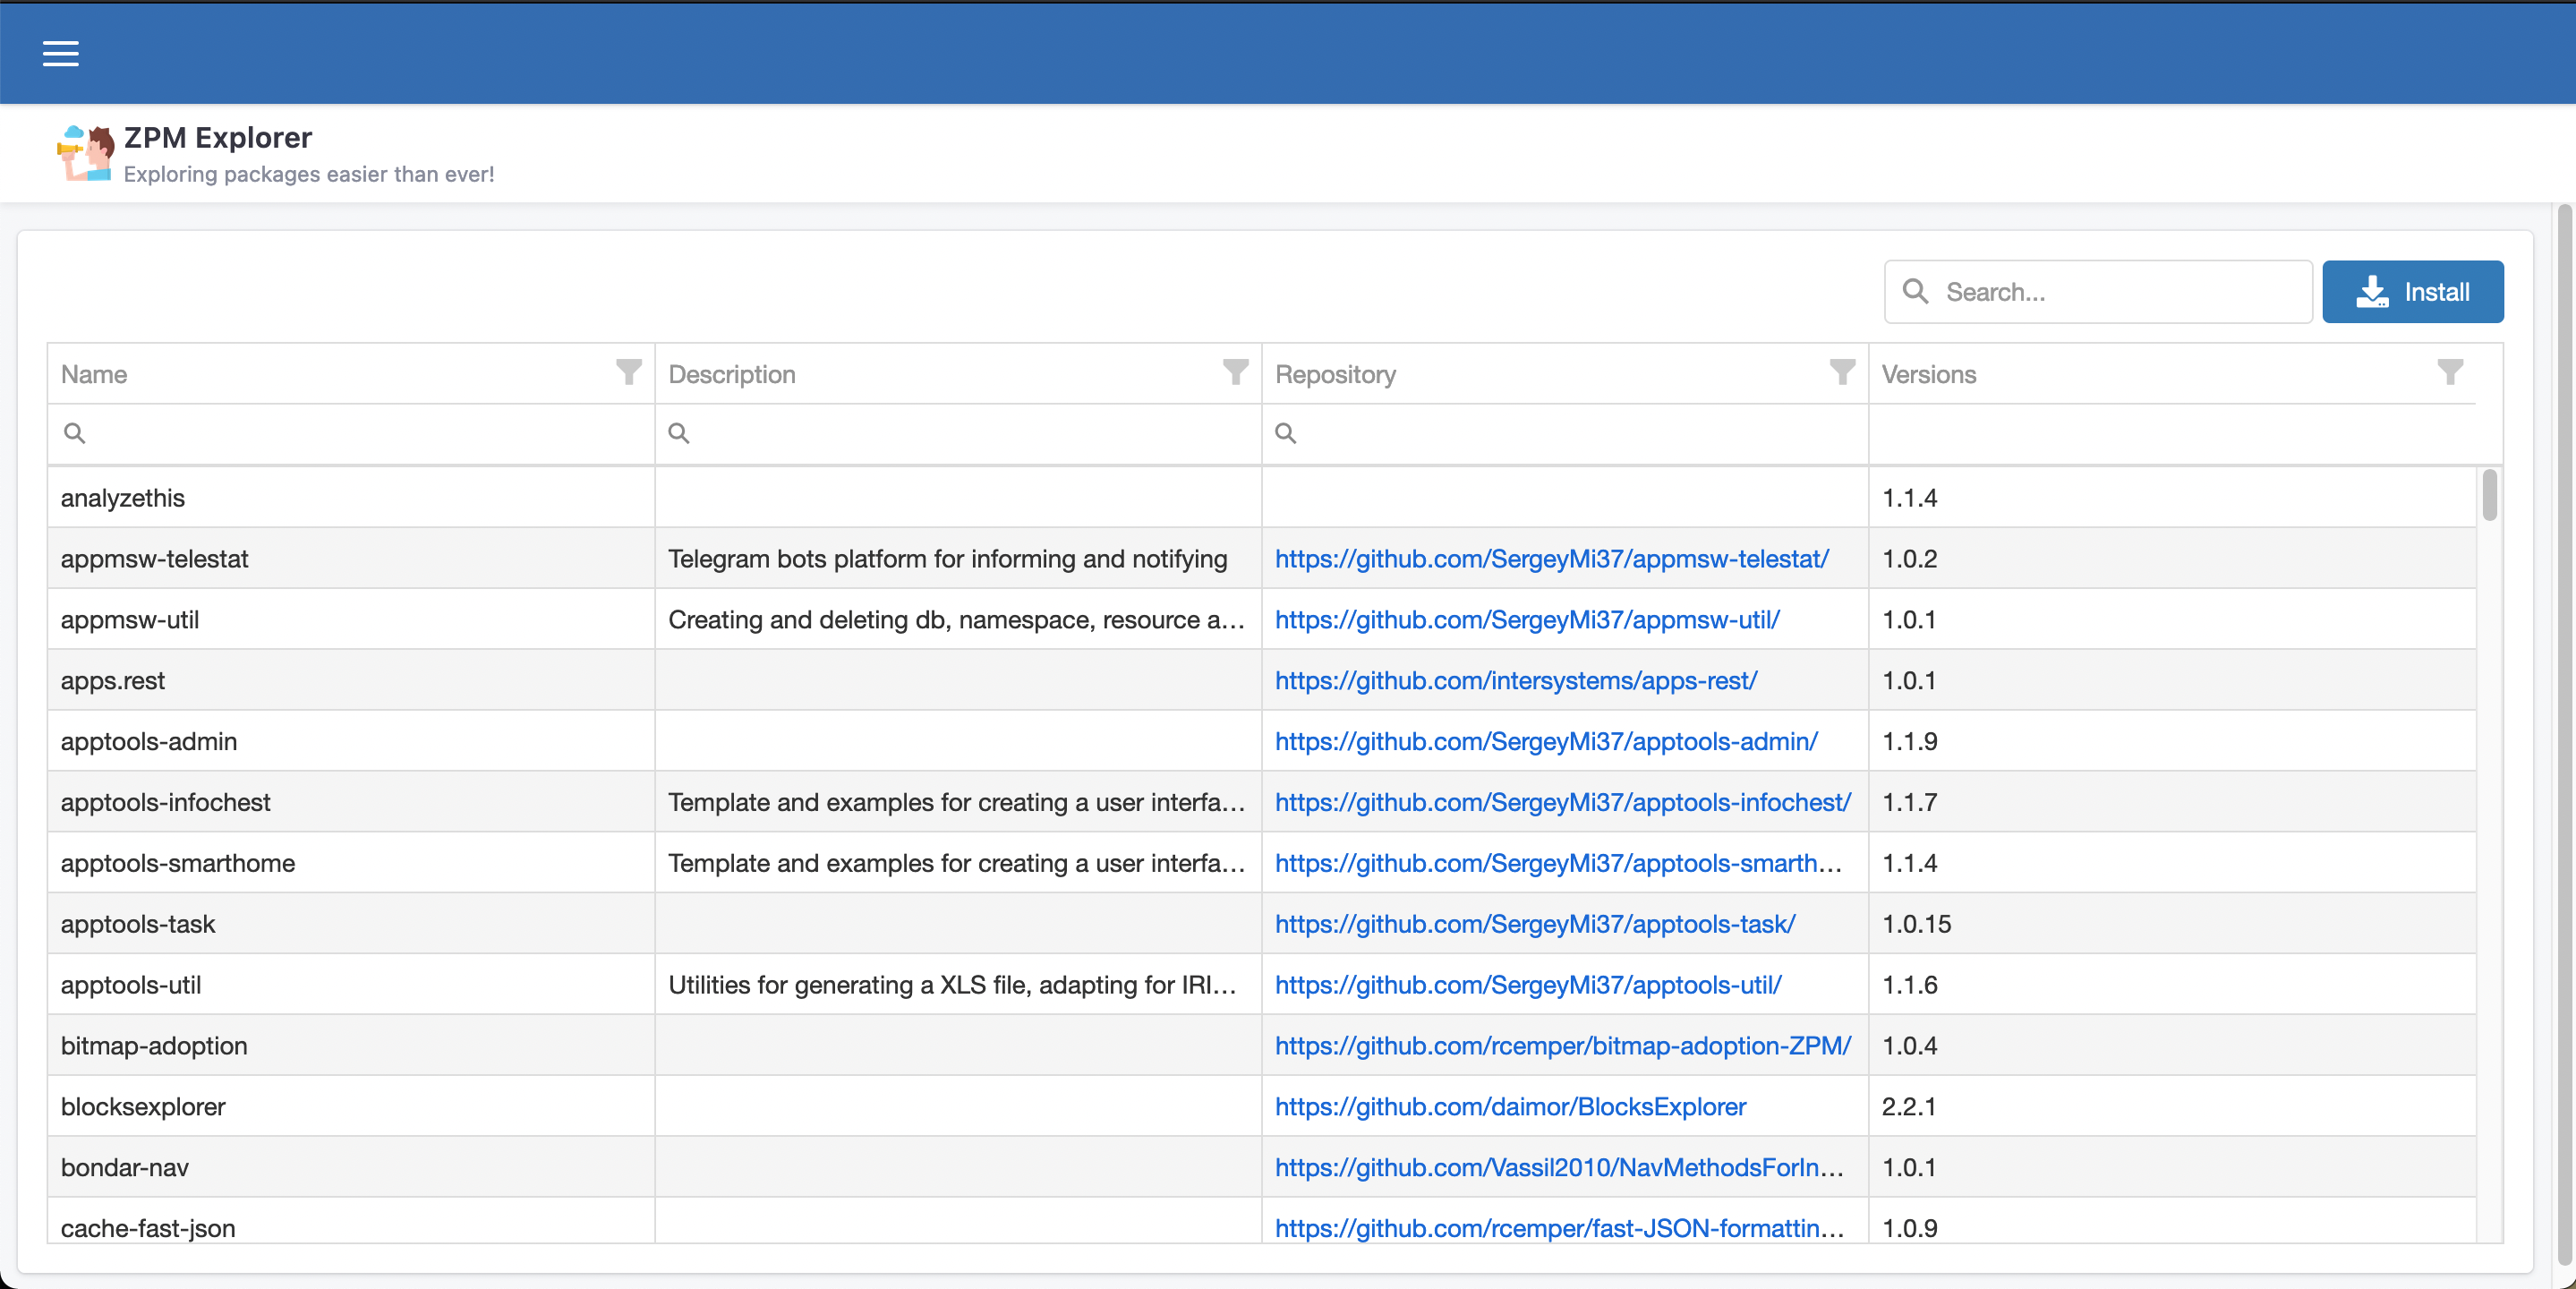 ZPM Explorer
Exploring packages easier than ever!
Search... Install
Name Description Repository Versions
analyzethis 1.1.4
appmsw-telestat Telegram bots platform for informing and notifying https://github.com/SergeyMi37/appmsw-telestat/ 1.0.2
appmsw-util Creating and deleting db, namespace, resource a... https://github.com/SergeyMi37/appmsw-util/ 1.0.1
apps.rest https://github.com/intersystems/apps-rest/ 1.0.1
apptools-admin https://github.com/SergeyMi37/apptools-admin/ 1.1.9
apptools-infochest Template and examples for creating a user interfa... https://github.com/SergeyMi37/apptools-infochest/ 1.1.7
apptools-smarthome Template and examples for creating a user interfa... https://github.com/SergeyMi37/apptools-smarth... 1.1.4
apptools-task https://github.com/SergeyMi37/apptools-task/ 1.0.15
apptools-util Utilities for generating a XLS file, adapting for IRI... https://github.com/SergeyMi37/apptools-util/ 1.1.6
bitmap-adoption https://github.com/rcemper/bitmap-adoption-ZPM/ 1.0.4
blocksexplorer https://github.com/daimor/BlocksExplorer 2.2.1
bondar-nav https://github.com/Vassil2010/NavMethodsForIn... 1.0.1
cache-fast-json https://github.com/rcemper/fast-JSON-formattin... 1.0.9